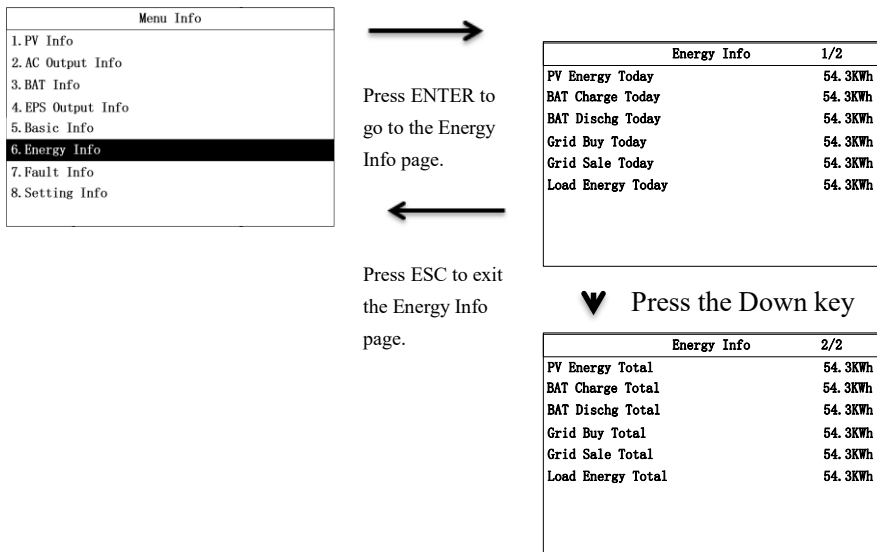 Menu Info
1.PV Info
2.AC Output Info
3.BAT Info
4.EPS Output Info
5.Basic Info
6.Energy Info
7.Fault Info
8.Setting Info
Press ENTER to
go to the Energy
Info page.
Press ESC to exit
the Energy Info
page.
Energy Info 1/2
PV Energy Today 54.3KWh
BAT Charge Today 54.3KWh
BAT Dischg Today 54.3KWh
Grid Buy Today 54.3KWh
Grid Sale Today 54.3KWh
Load Energy Today 54.3KWh
Press the Down key
Energy Info 2/2
PV Energy Total 54.3KWh
BAT Charge Total 54.3KWh
BAT Dischg Total 54.3KWh
Grid Buy Total 54.3KWh
Grid Sale Total 54.3KWh
Load Energy Total 54.3KWh